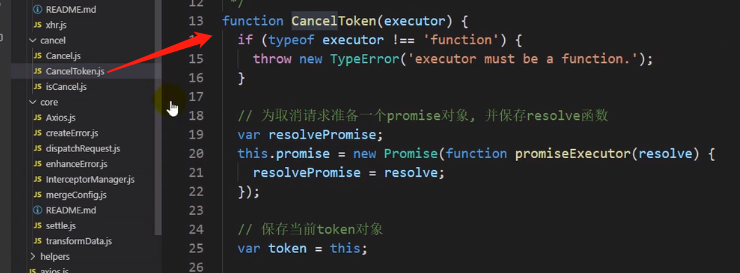 README.md
JS xhr.js
cancel
JS Cancel.js
JS CancelToken.js
JS isCancel.js
core
JS Axios.js
JS createError.js
JS dispatchRequest.js
JS enhanceError.js
JS InterceptorManager.js
JS mergeConfig.js
README.md
JS settle.js
JS transformData.js
helpers
JS axios.js
12 */
13 function CancelToken(executor) {
14 if (typeof executor !== 'function') {
15 throw new TypeError('executor must be a function.');
16 }
17
18 // 为取消请求准备一个promise对象, 并保存resolve函数
19 var resolvePromise;
20 this.promise = new Promise(function promiseExecutor(resolve) {
21 resolvePromise = resolve;
22 });
23
24 // 保存当前token对象
25 var token = this;